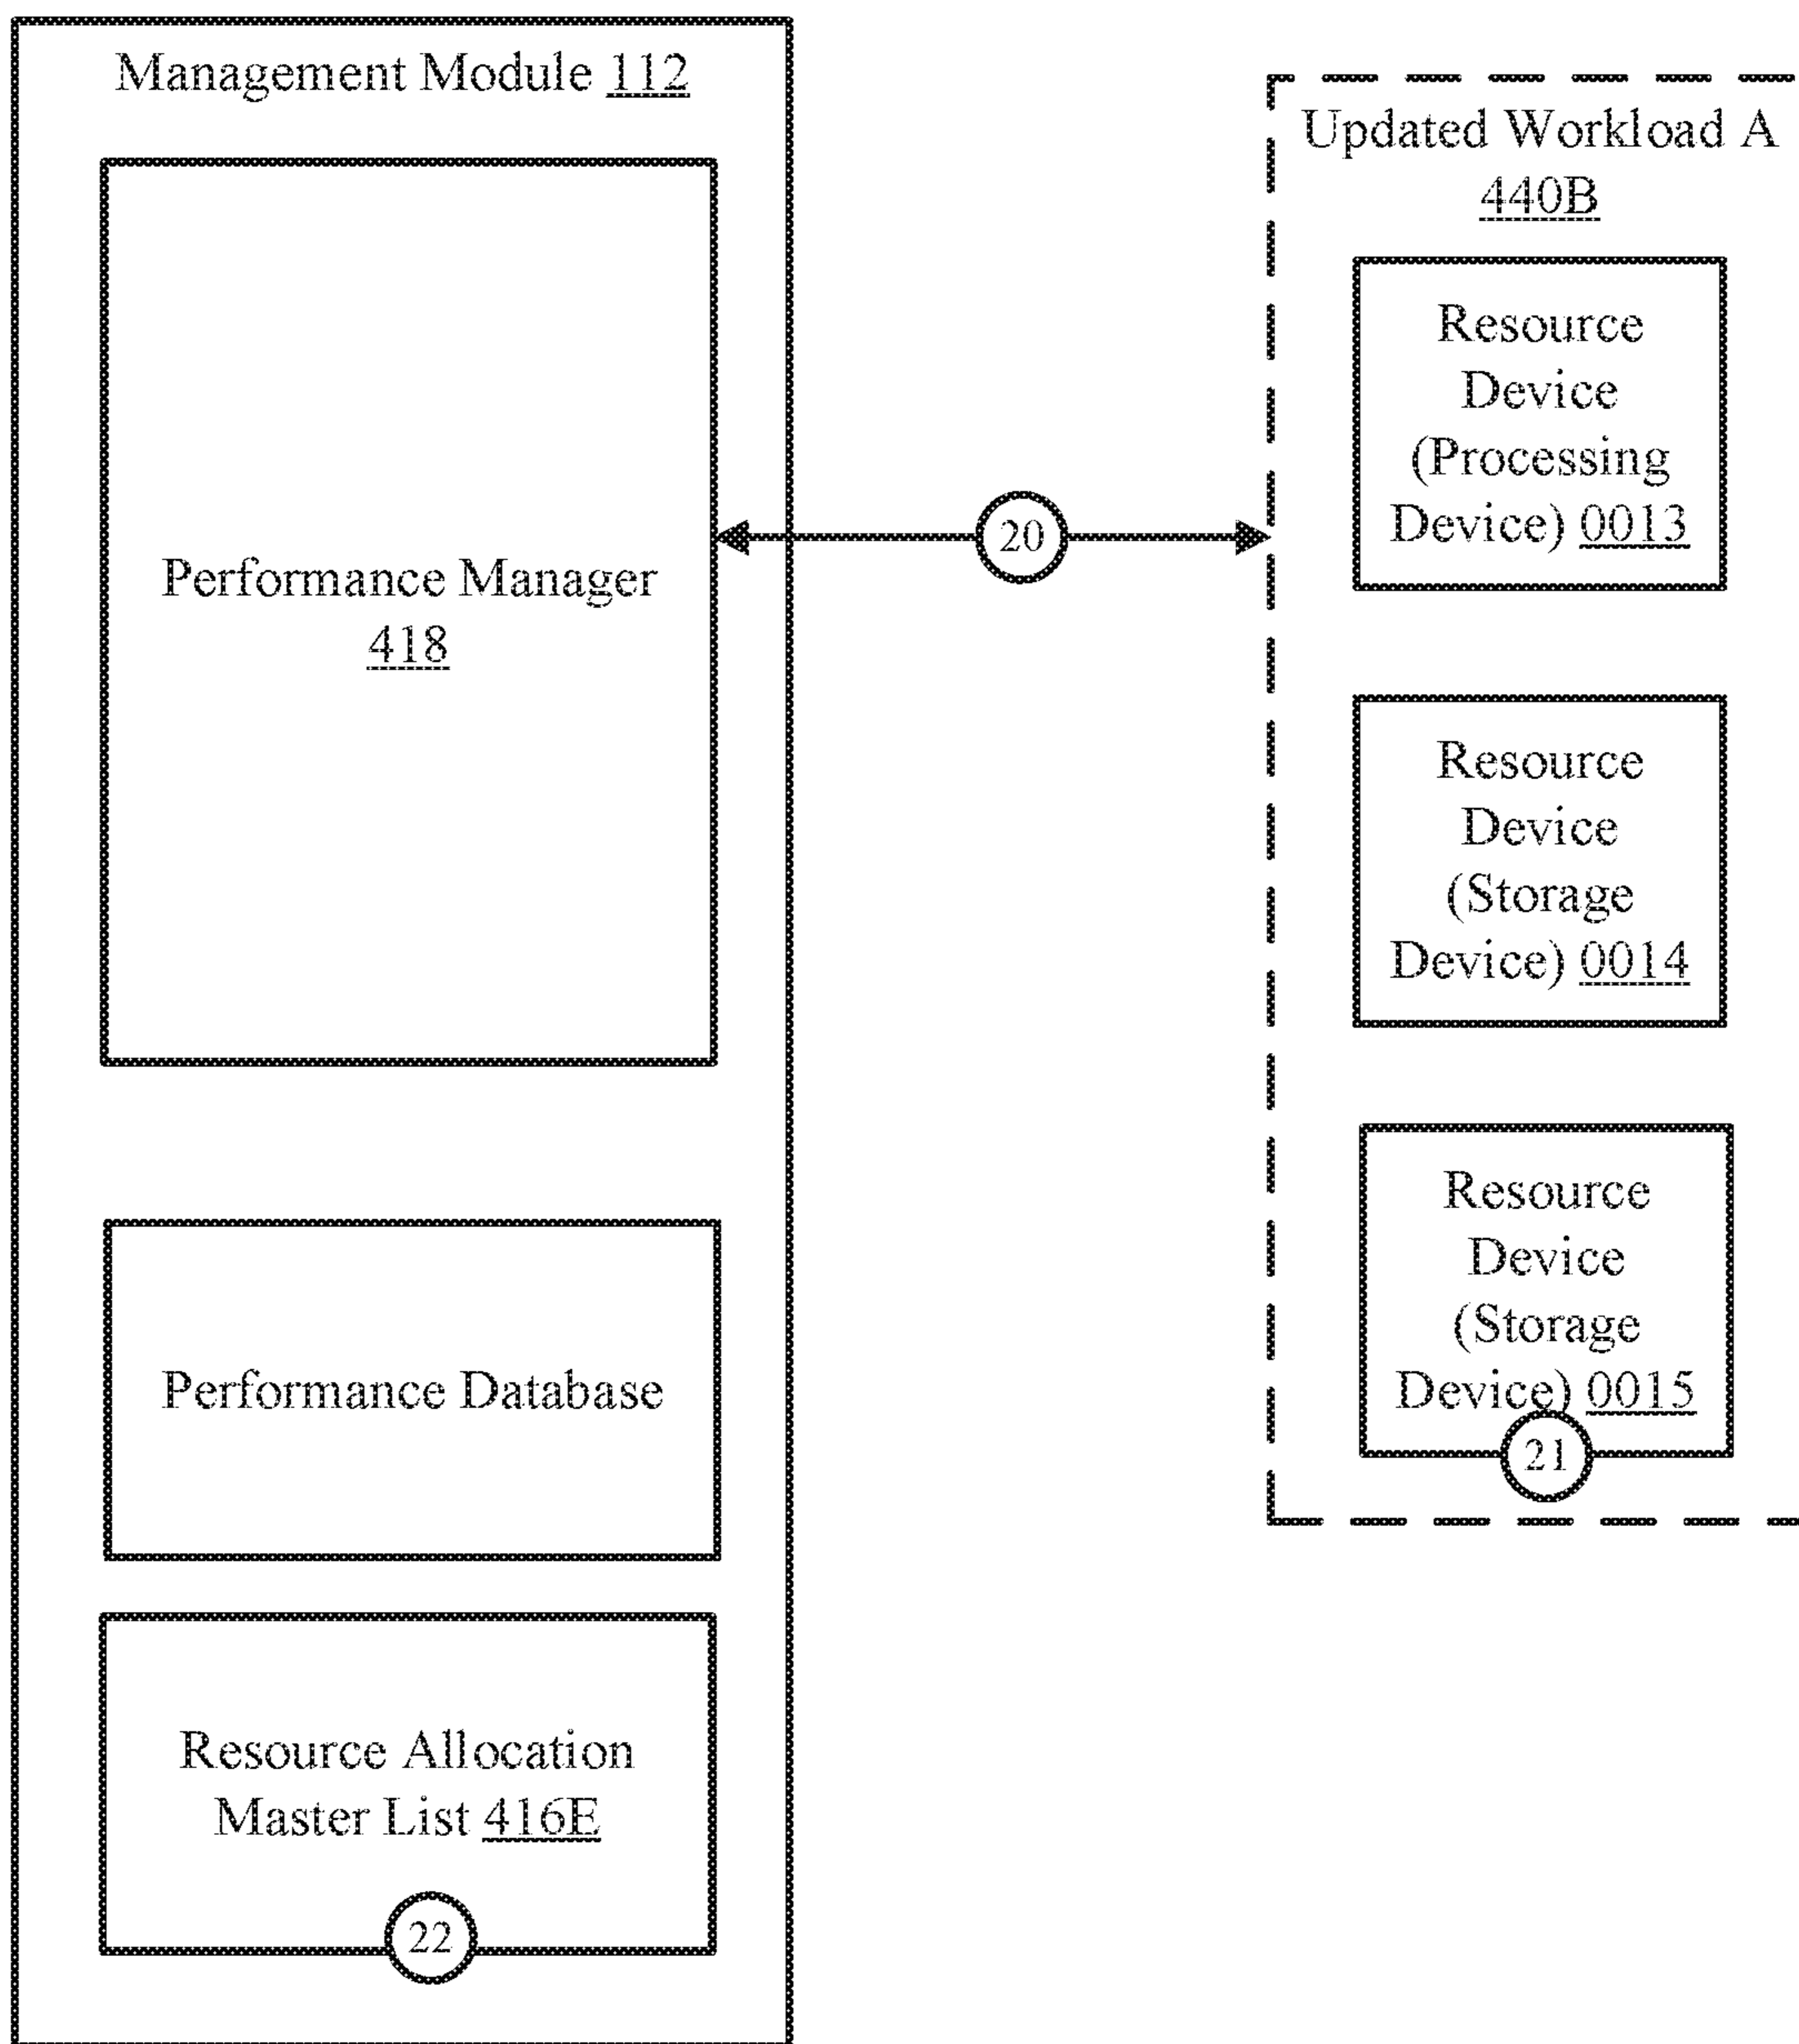 Management Module 112
Performance Manager
418
20
Performance Database
Resource Allocation
Master List 416E
22
Updated Workload A
440B
Resource
Device
(Processing
Device) 0013
Resource
Device
(Storage
Device) 0014
Resource
Device
(Storage
Device) 0015
21